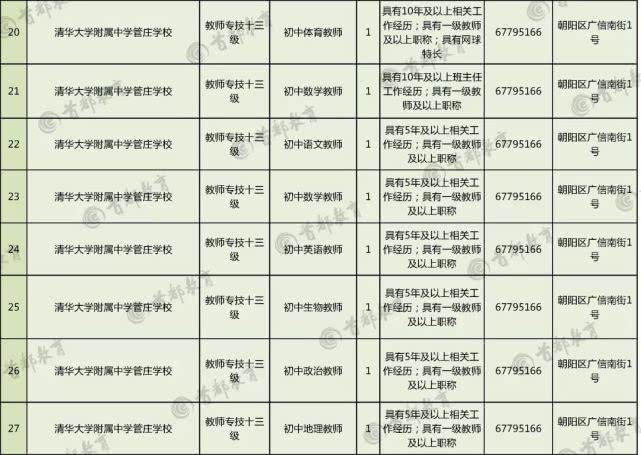 20 清华大学附属中学管庄学校 教师专技十三级 初中体育教师 1 具有10年及以上相关工作经历；具有一级教师及以上职称；具有网球特长 67795166 朝阳区广信南街1号
21 清华大学附属中学管庄学校 教师专技十三级 初中数学教师 1 具有10年及以上班主任工作经历；具有一级教师及以上职称 67795166 朝阳区广信南街1号
22 清华大学附属中学管庄学校 教师专技十三级 初中语文教师 1 具有5年及以上相关工作经历；具有一级教师及以上职称 67795166 朝阳区广信南街1号
23 清华大学附属中学管庄学校 教师专技十三级 初中数学教师 1 具有5年及以上相关工作经历；具有一级教师及以上职称 67795166 朝阳区广信南街1号
24 清华大学附属中学管庄学校 教师专技十三级 初中英语教师 1 具有5年及以上相关工作经历；具有一级教师及以上职称 67795166 朝阳区广信南街1号
25 清华大学附属中学管庄学校 教师专技十三级 初中生物教师 1 具有5年及以上相关工作经历；具有一级教师及以上职称 67795166 朝阳区广信南街1号
26 清华大学附属中学管庄学校 教师专技十三级 初中政治教师 1 具有5年及以上相关工作经历；具有一级教师及以上职称 67795166 朝阳区广信南街1号
27 清华大学附属中学管庄学校 教师专技十三级 初中地理教师 1 具有5年及以上相关工作经历；具有一级教师及以上职称 67795166 朝阳区广信南街1号
首都教育